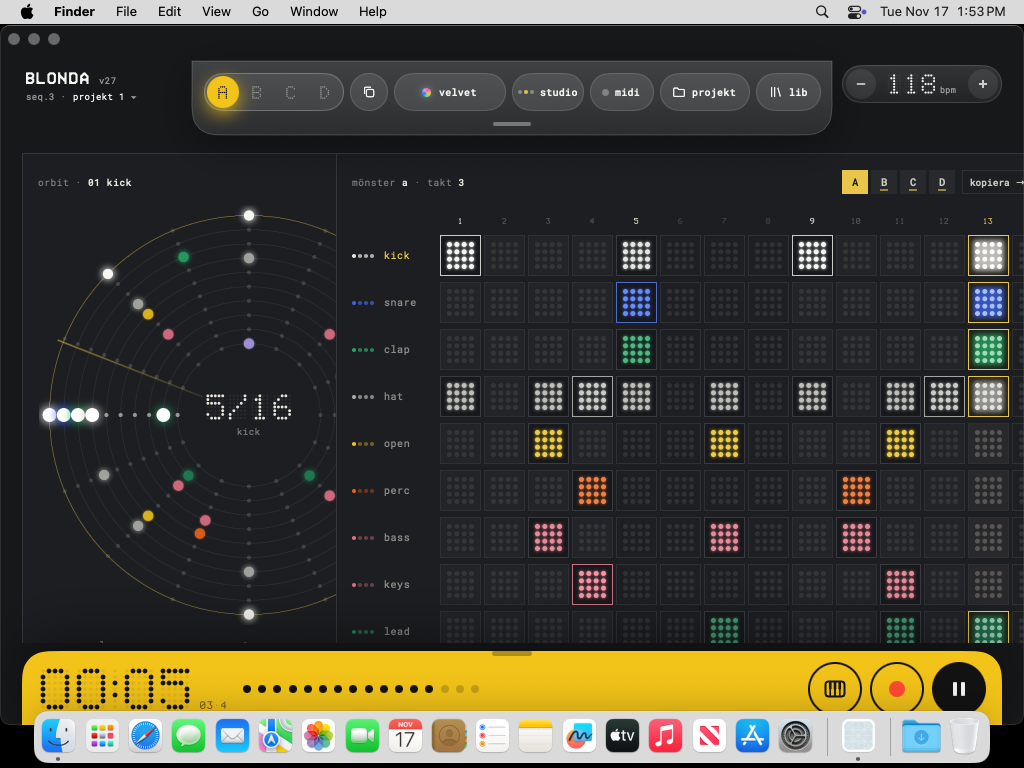 Finder File Edit View Go Window Help Tue Nov 17 1:53 PM
BLONDA v27
seq.3 · projekt 1
A B C D velvet studio midi projekt lib
− 118 bpm +
orbit · 01 kick
mönster a · takt 3
A B C D kopiera →
1 2 3 4 5 6 7 8 9 10 11 12 13
kick
snare
clap
hat
5/16
kick
open
perc
bass
keys
lead
00:05 03·4
NOV
17
tv